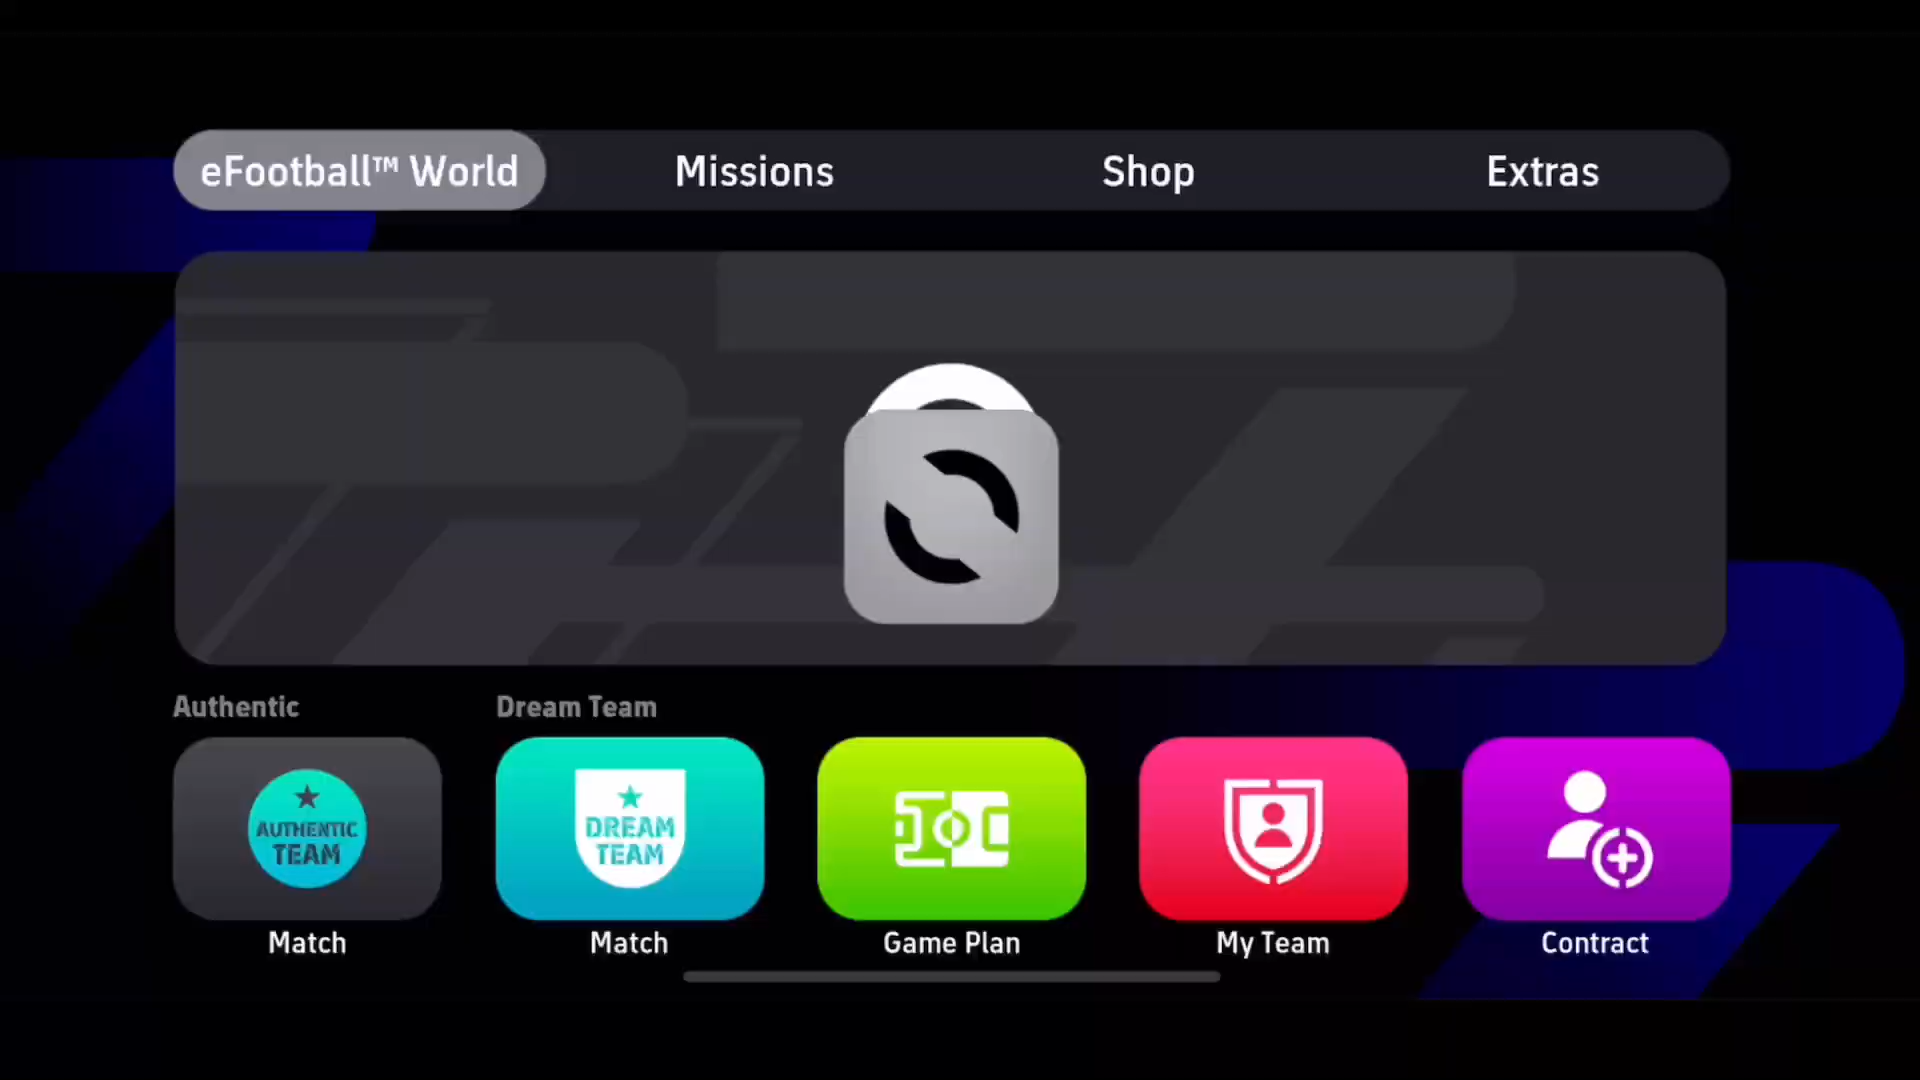 eFootball™ World
Missions
Shop
Extras
Authentic
Dream Team
AUTHENTIC
TEAM
DREAM
TEAM
Match
Match
Game Plan
My Team
Contract